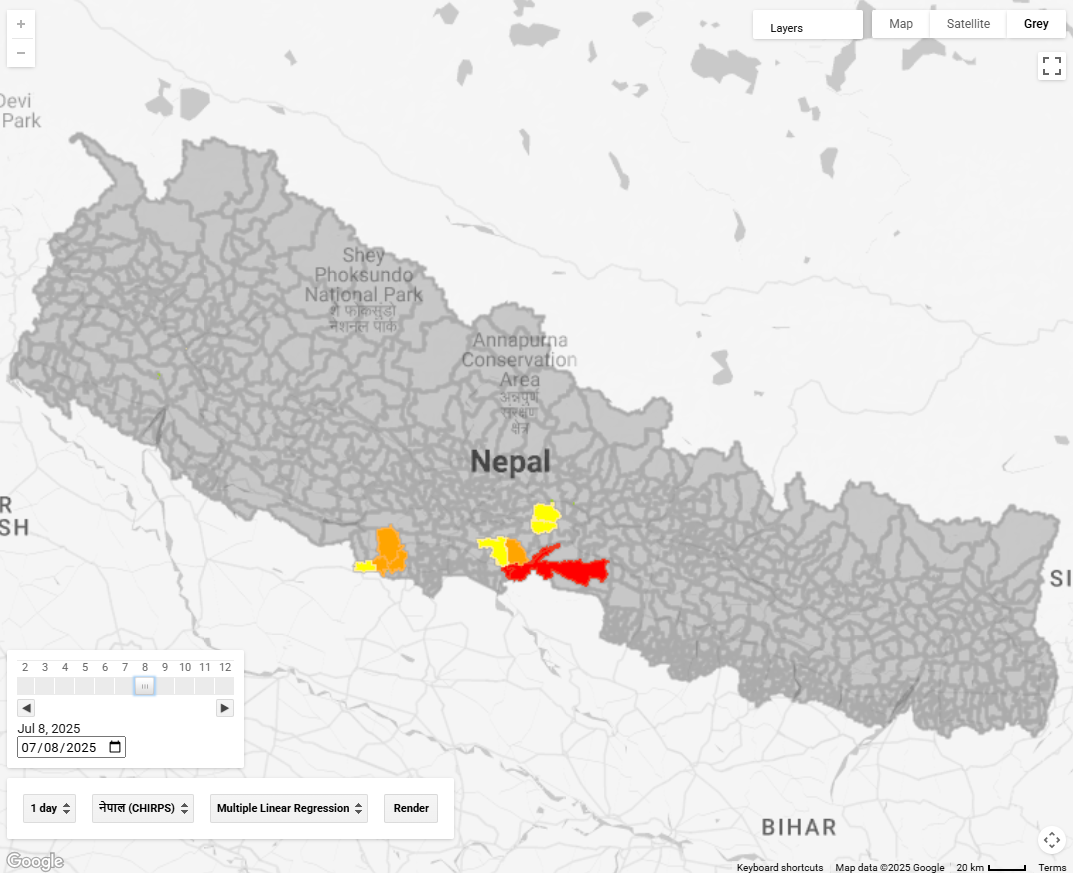 +
−
Layers
Map
Satellite
Grey
Devi
Park
Shey
Phoksundo
National Park
शे फोकसुंडो
नेशनल पार्क
Annapurna
Conservation
Area
अन्नपूर्ण
संरक्षण
क्षेत्र
Nepal
R
SH
SI
2 3 4 5 6 7 8 9 10 11 12
Jul 8, 2025
07/08/2025
1 day
नेपाल (CHIRPS)
Multiple Linear Regression
Render
BIHAR
Google
Keyboard shortcuts
Map data ©2025 Google
20 km
Terms